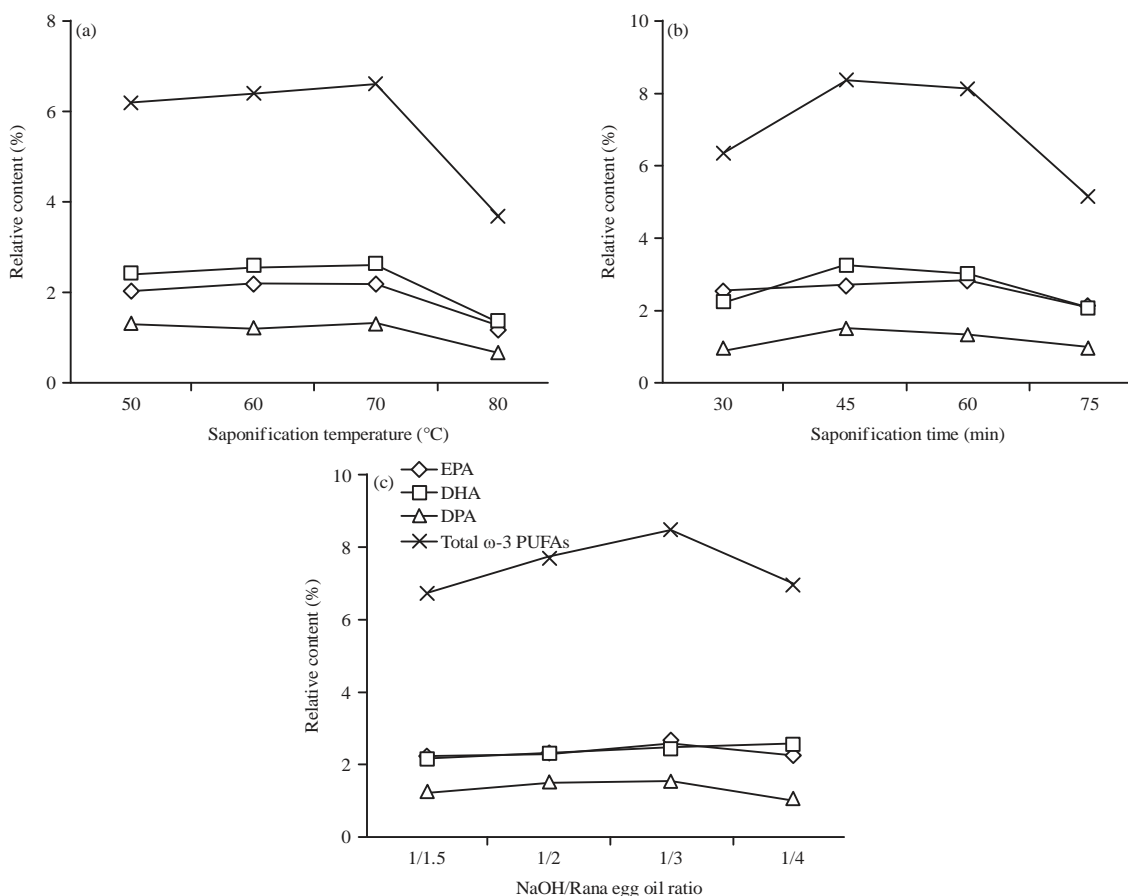 (a)
8
6
4
2
0
Relative content (%)
50 60 70 80
Saponification temperature (°C)
(b)
10
8
6
4
2
0
Relative content (%)
30 45 60 75
Saponification time (min)
(c)
EPA
DHA
DPA
Total ω-3 PUFAs
10
8
6
4
2
0
Relative content (%)
1/1.5 1/2 1/3 1/4
NaOH/Rana egg oil ratio